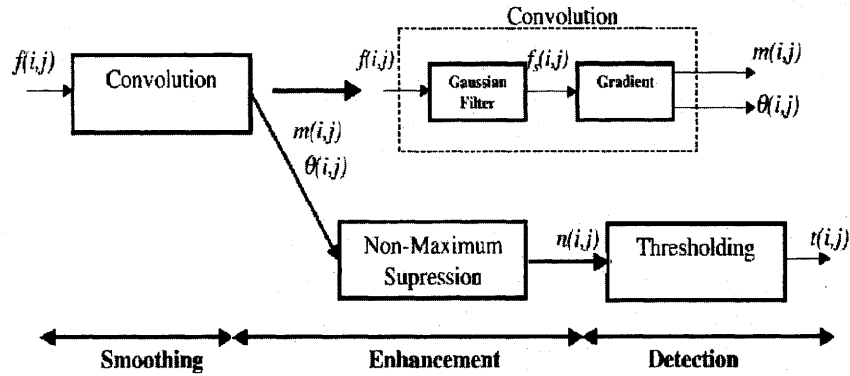 Convolution
f(i,j)
Convolution
f(i,j)
Gaussian
Filter
fs(i,j)
Gradient
m(i,j)
θ(i,j)
m(i,j)
θ(i,j)
Non-Maximum
Supression
n(i,j)
Thresholding
t(i,j)
Smoothing
Enhancement
Detection